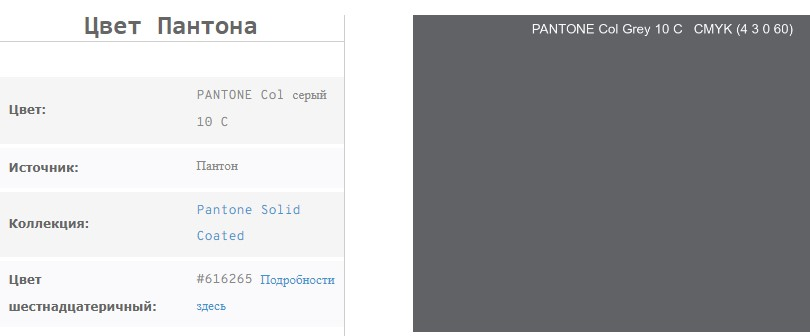 Цвет Пантона
PANTONE Col Grey 10 C   CMYK (4 3 0 60)
Цвет:
PANTONE Col серый
10 C
Источник:
Пантон
Коллекция:
Pantone Solid
Coated
Цвет
шестнадцатеричный:
#616265 Подробности
здесь